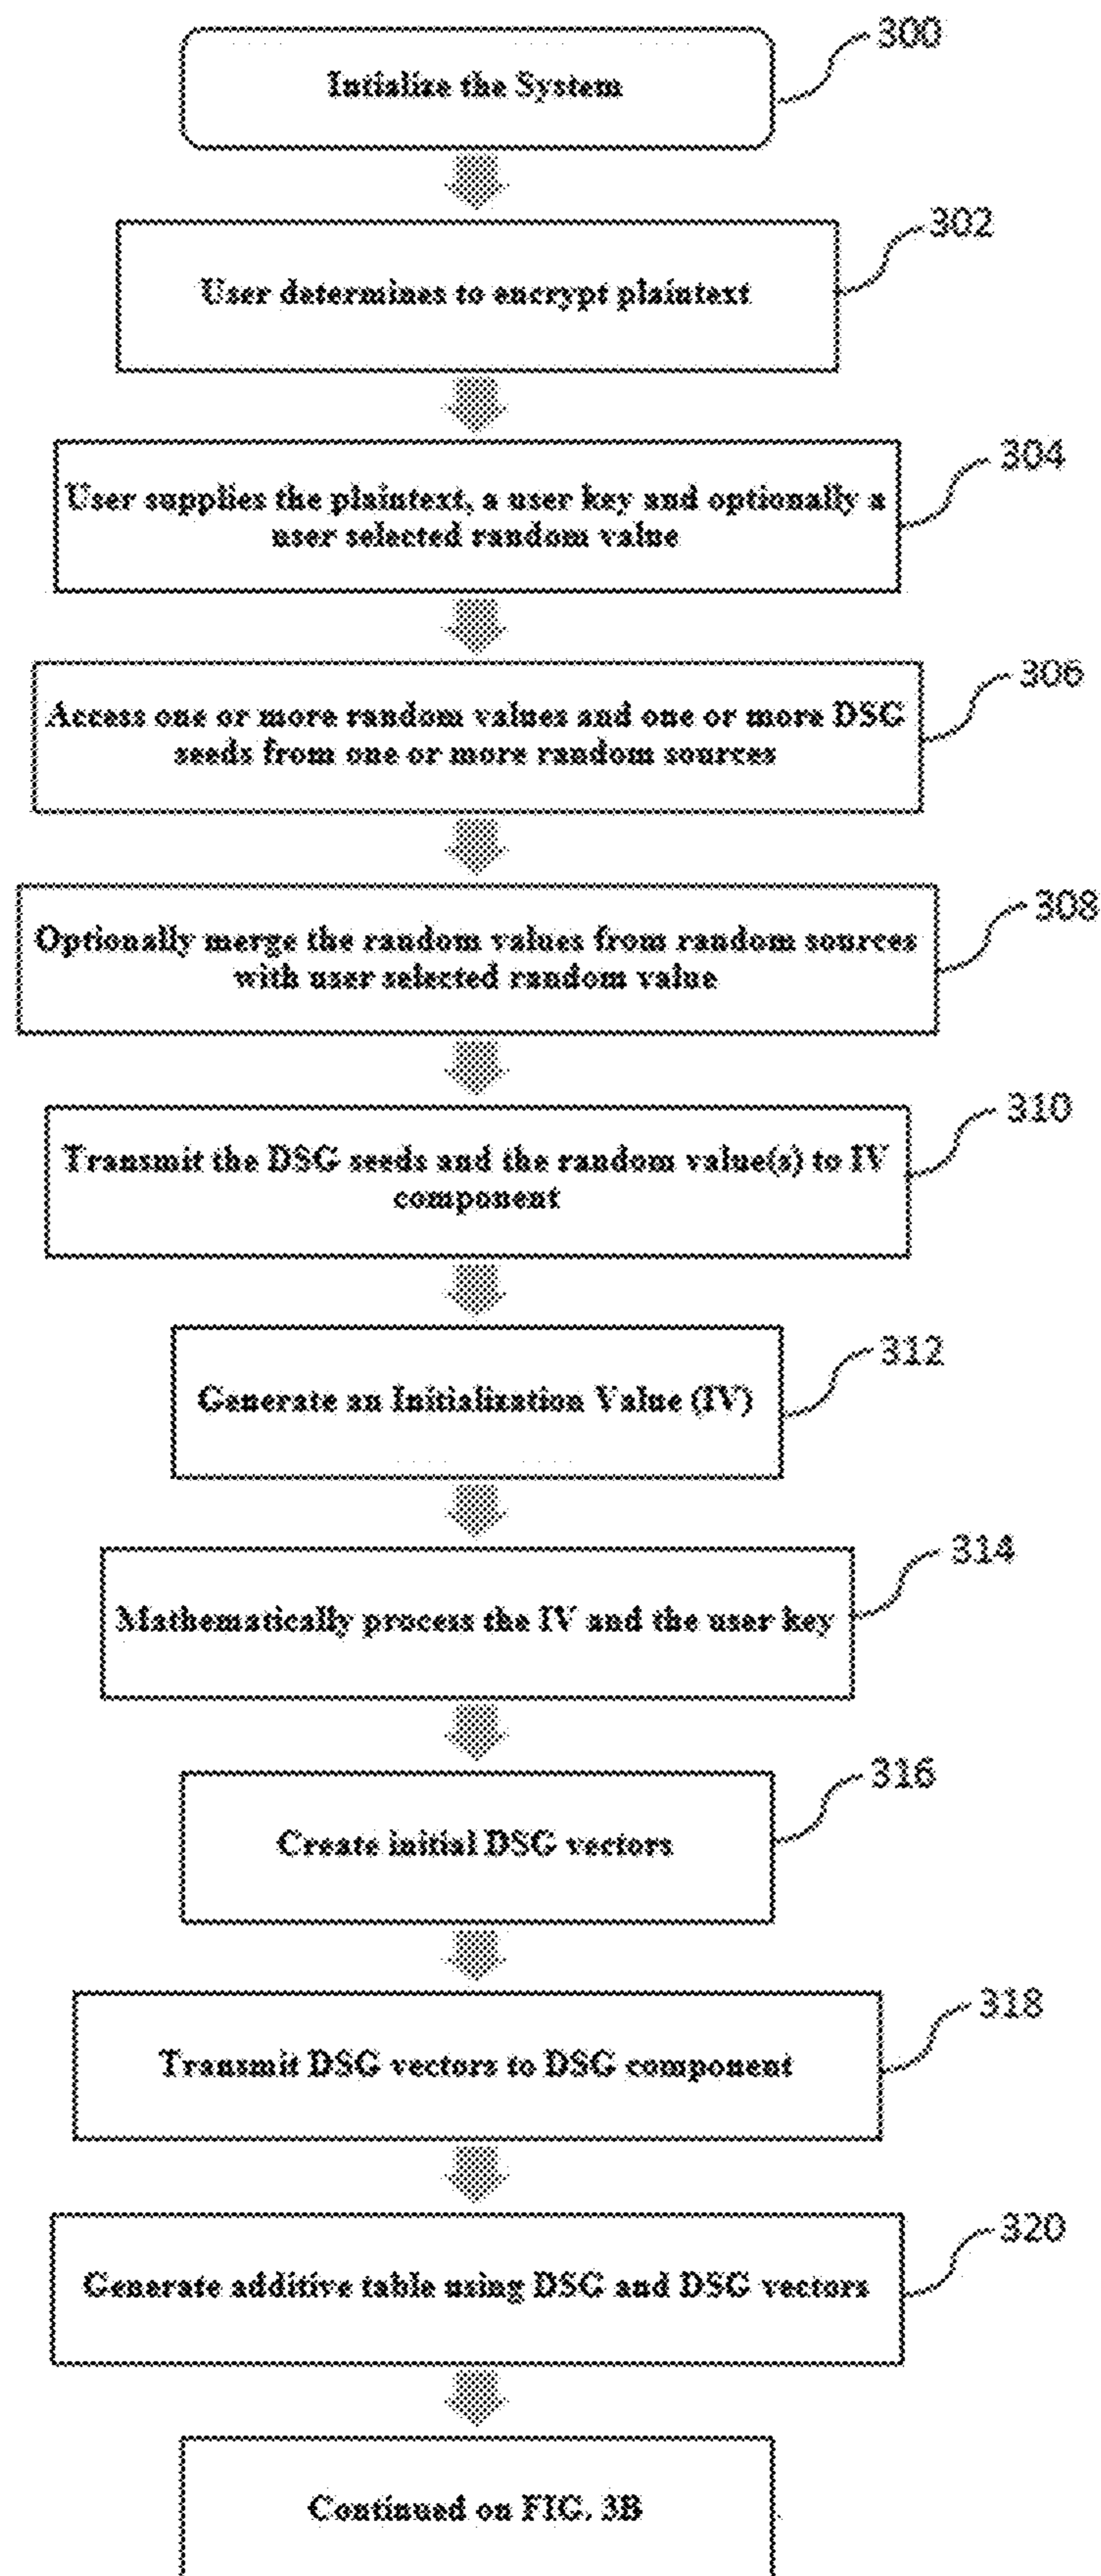 300
Intialize the System
302
User determines to encrypt plaintext
304
User supplies the plaintext, a user key and optionally a
user selected random value
306
Access one or more random values and one or more DSG
seeds from one or more random sources
308
Optionally merge the random values from random sources
with user selected random value
310
Transmit the DSG seeds and the random value(s) to IV
component
312
Generate an Initialization Value (IV)
314
Mathematically process the IV and the user key
316
Create initial DSG vectors
318
Transmit DSG vectors to DSG component
320
Generate additive table using DSG and DSG vectors
Continued on FIG. 3B